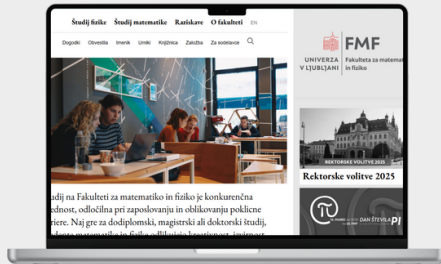 Študij fizike Študij matematike Raziskave O fakulteti EN
Dogodki Obvestila Imenik Urniki Knjižnica Založba Za sodelavce
UNIVERZA
V LJUBLJANI
FMF
Fakulteta za matemat
in fiziko
REKTORSKE VOLITVE 2025
Rektorske volitve 2025
DAN ŠTEVILA PI
udij na Fakulteti za matematiko in fiziko je konkurenčna
ednost, odločilna pri zaposlovanju in oblikovanju poklicne
riere. Naj gre za dodiplomski, magistrski ali doktorski študij,